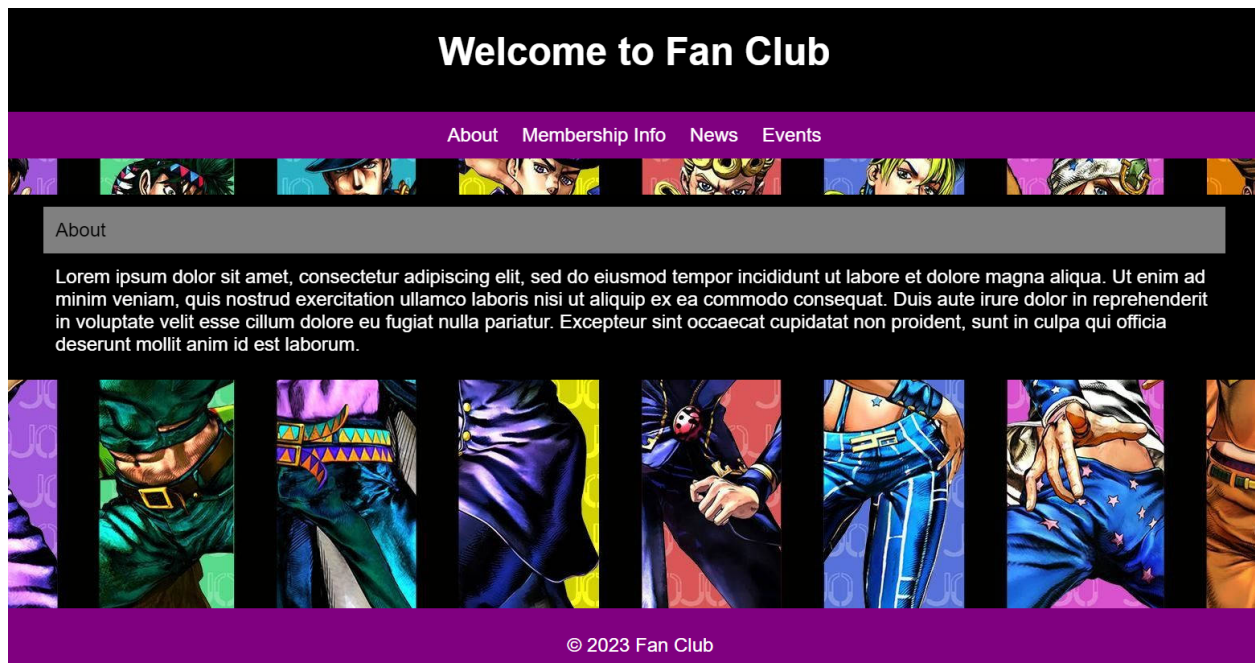 Welcome to Fan Club
About Membership Info News Events
About
Lorem ipsum dolor sit amet, consectetur adipiscing elit, sed do eiusmod tempor incididunt ut labore et dolore magna aliqua. Ut enim ad
minim veniam, quis nostrud exercitation ullamco laboris nisi ut aliquip ex ea commodo consequat. Duis aute irure dolor in reprehenderit
in voluptate velit esse cillum dolore eu fugiat nulla pariatur. Excepteur sint occaecat cupidatat non proident, sunt in culpa qui officia
deserunt mollit anim id est laborum.
© 2023 Fan Club